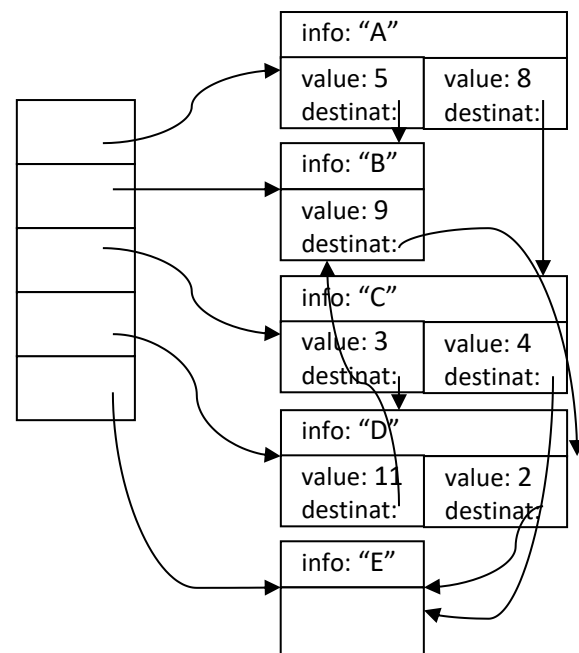 info: “A”
value: 5 value: 8
destinat: destinat:
info: “B”
value: 9
destinat:
info: “C”
value: 3 value: 4
destinat: destinat:
info: “D”
value: 11 value: 2
destinat: destinat:
info: “E”